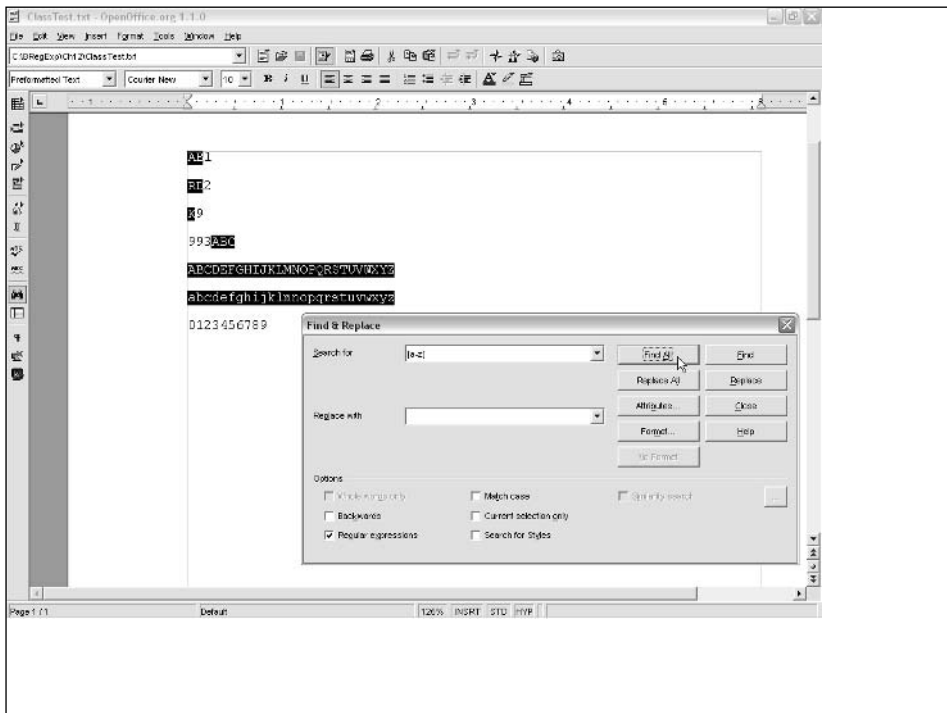 ClassTest.txt - OpenOffice.org 1.1.0
File Edit View Insert Format Tools Window Help
C:\BRegExp\Ch12\ClassTest.txt
Preformatted Text Courier New 10 B i U
AB1
RD2
K9
993ABC
ABCDEFGHIJKLMNOPQRSTUVWXYZ
abcdefghijklmnopqrstuvwxyz
0123456789
Find & Replace
Search for [a-z] Find All Find
Replace All Replace
Replace with Attributes... Close
Format... Help
No Format
Options
Whole words only Match case Similarity search ...
Backwards Current selection only
Regular expressions Search for Styles
Page 1 / 1 Default 126% INSRT STD HYP